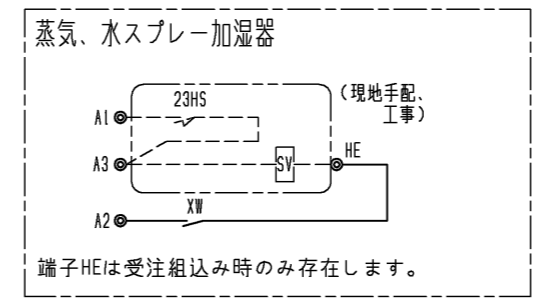 蒸気、水スプレー加湿器
23HS
(現地手配、
工事)
A1
A3
SV
HE
XW
A2
端子HEは受注組込み時のみ存在します。